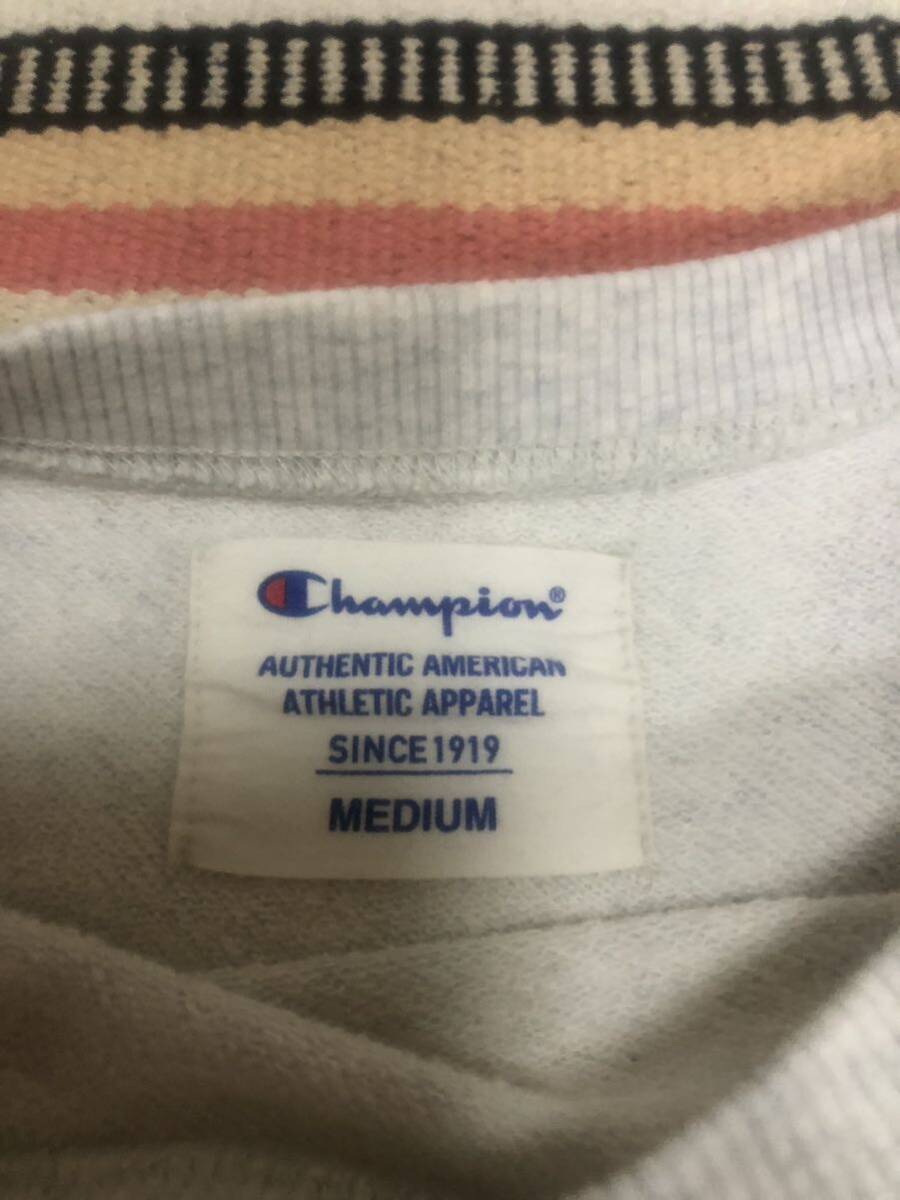 Champion®
AUTHENTIC AMERICAN
ATHLETIC APPAREL
SINCE 1919
MEDIUM